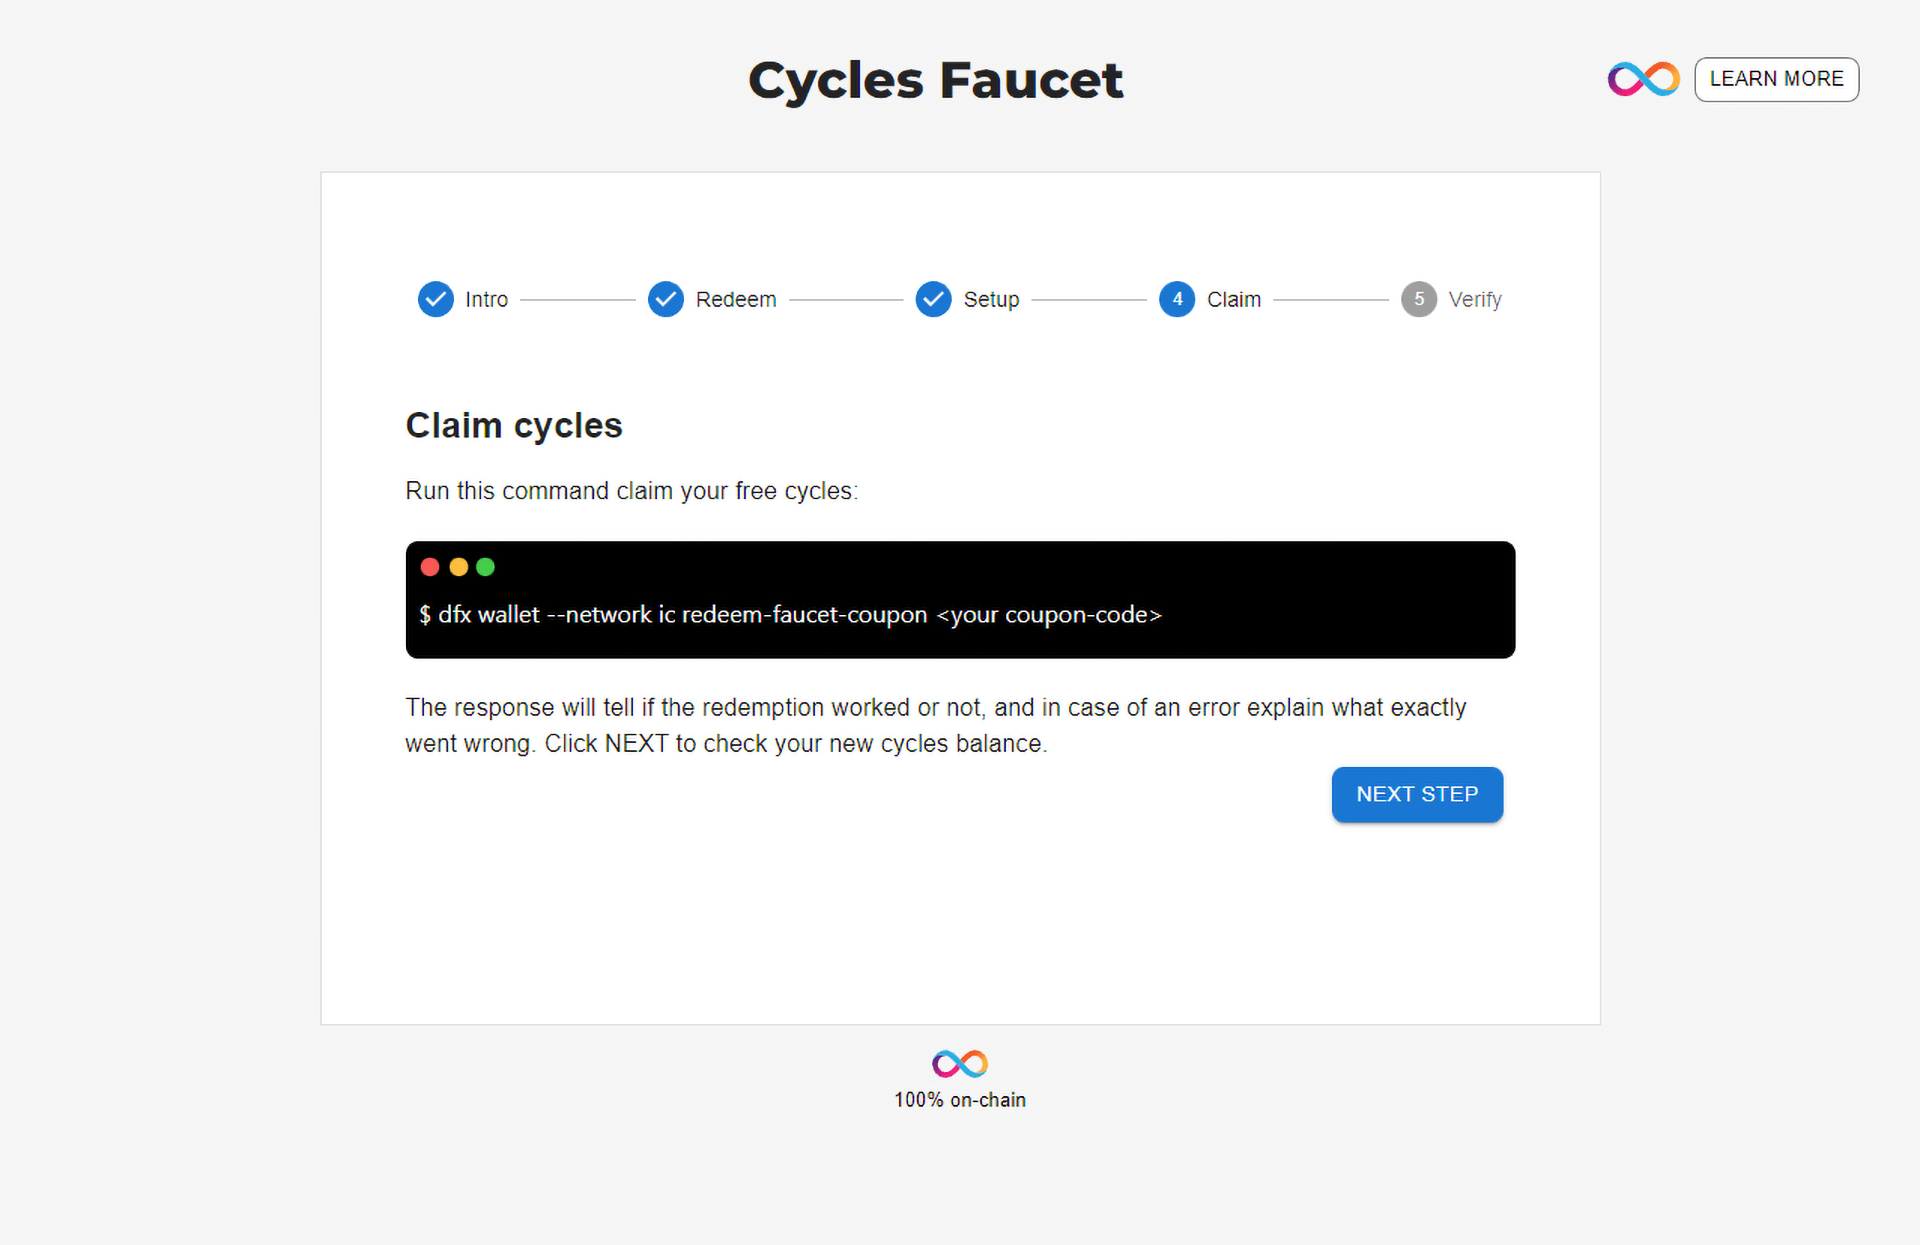 Cycles Faucet
LEARN MORE
Intro
Redeem
Setup
4 Claim
5 Verify
Claim cycles
Run this command claim your free cycles:
$ dfx wallet --network ic redeem-faucet-coupon <your coupon-code>
The response will tell if the redemption worked or not, and in case of an error explain what exactly
went wrong. Click NEXT to check your new cycles balance.
NEXT STEP
100% on-chain